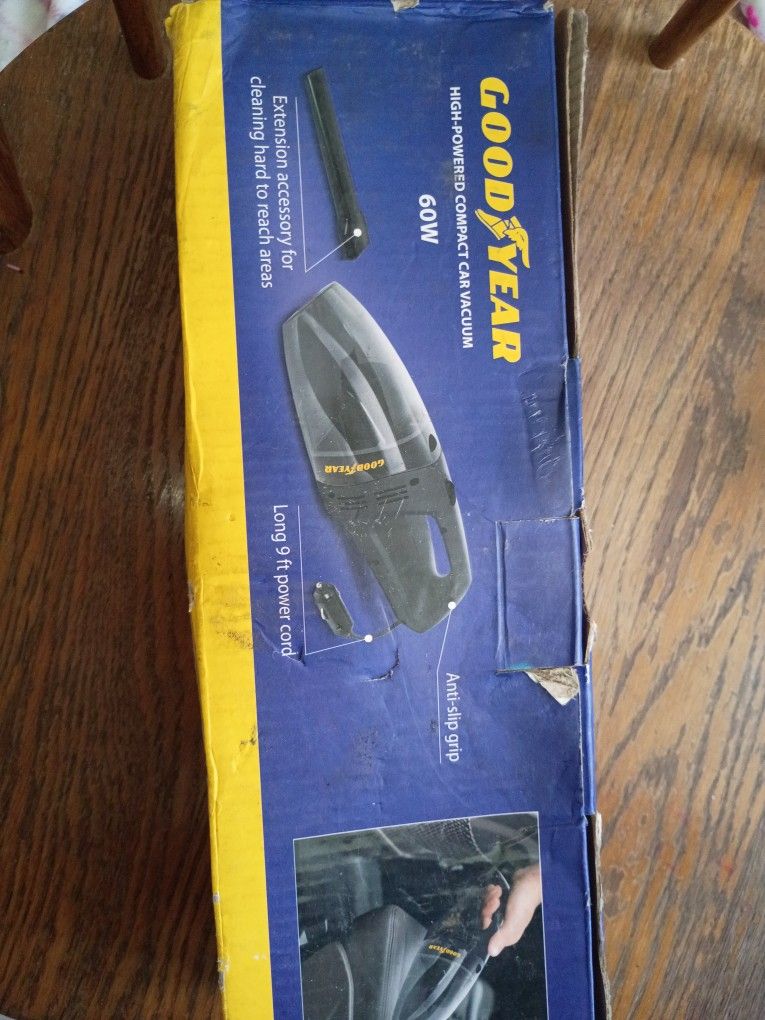 GOODYEAR
HIGH-POWERED COMPACT CAR VACUUM
60W
Extension accessory for
cleaning hard to reach areas
GOODYEAR
Long 9 ft power cord
Anti-slip grip
GOODYEAR